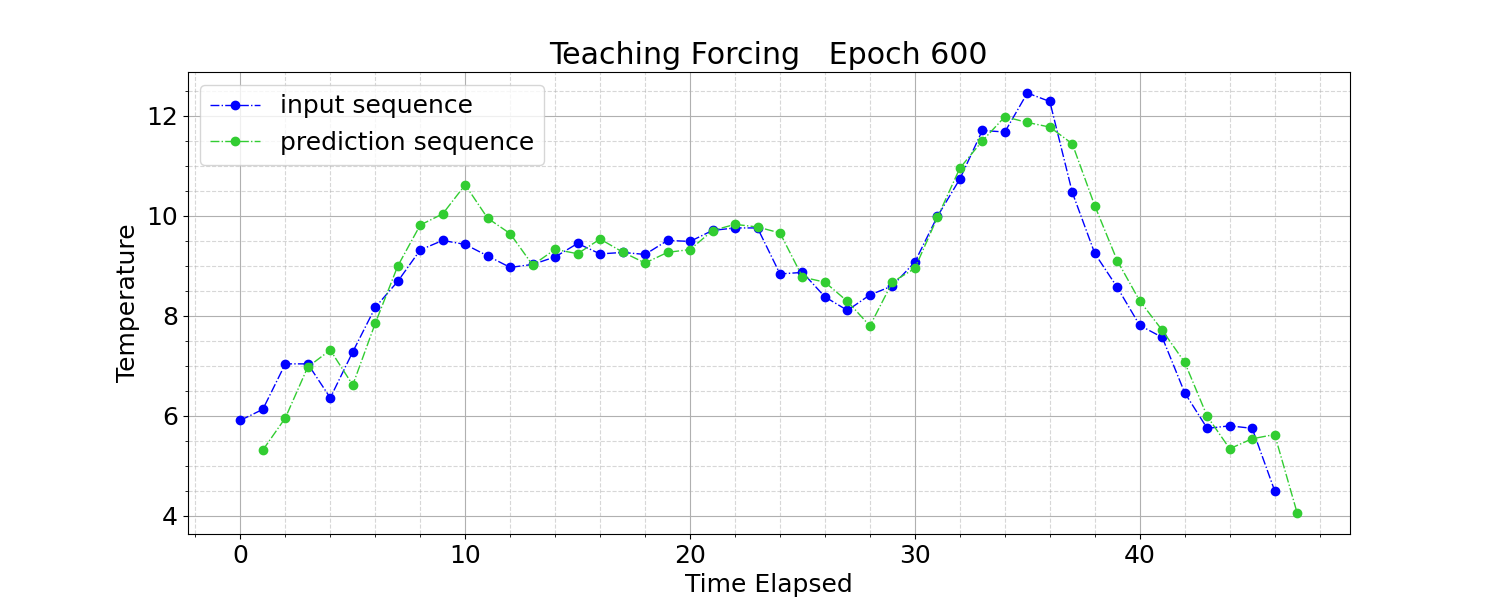 Teaching Forcing   Epoch 600
input sequence
prediction sequence
Temperature
12
10
8
6
4
0 10 20 30 40
Time Elapsed